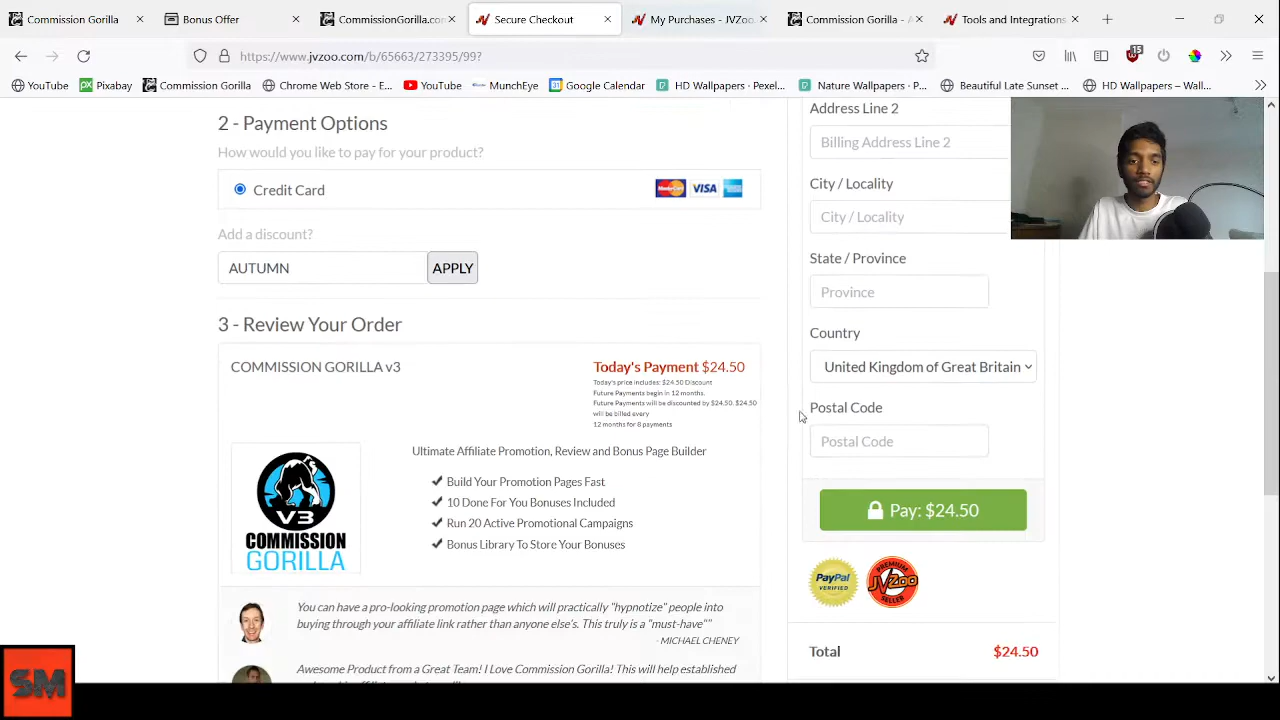 Commission Gorilla
Bonus Offer
CommissionGorilla.com
Secure Checkout
My Purchases - JVZoo.
Commission Gorilla - A
Tools and Integrations
https://www.jvzoo.com/b/65663/273395/99?
15
YouTube
Pixabay
Commission Gorilla
Chrome Web Store - E...
YouTube
MunchEye
Google Calendar
HD Wallpapers · Pexel...
Nature Wallpapers · P...
Beautiful Late Sunset ...
HD Wallpapers – Wall...
2 - Payment Options
How would you like to pay for your product?
Credit Card
MasterCard
VISA
Add a discount?
AUTUMN
APPLY
3 - Review Your Order
COMMISSION GORILLA v3
Today's Payment $24.50
Today's price includes: $24.50 Discount
Future Payments begin in 12 months.
Future Payments will be discounted by $24.50. $24.50
will be billed every
12 months for 8 payments
V3
COMMISSION
GORILLA
Ultimate Affiliate Promotion, Review and Bonus Page Builder
Build Your Promotion Pages Fast
10 Done For You Bonuses Included
Run 20 Active Promotional Campaigns
Bonus Library To Store Your Bonuses
You can have a pro-looking promotion page which will practically "hypnotize" people into
buying through your affiliate link rather than anyone else's. This truly is a "must-have""
- MICHAEL CHENEY
Awesome Product from a Great Team! I Love Commission Gorilla! This will help established
Address Line 2
Billing Address Line 2
City / Locality
City / Locality
State / Province
Province
Country
United Kingdom of Great Britain
Postal Code
Postal Code
Pay: $24.50
PayPal
VERIFIED
PREMIUM
JVZoo
SELLER
Total
$24.50
SM